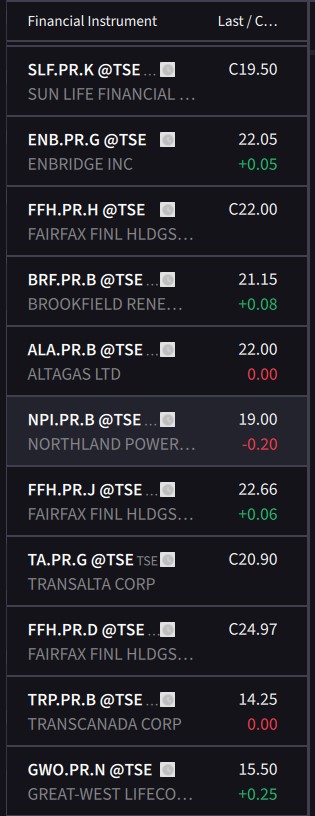 Financial Instrument Last / C...
SLF.PR.K @TSE ... C19.50
SUN LIFE FINANCIAL ...
ENB.PR.G @TSE 22.05
ENBRIDGE INC +0.05
FFH.PR.H @TSE C22.00
FAIRFAX FINL HLDGS...
BRF.PR.B @TSE ... 21.15
BROOKFIELD RENE... +0.08
ALA.PR.B @TSE ... 22.00
ALTAGAS LTD 0.00
NPI.PR.B @TSE ... 19.00
NORTHLAND POWER... -0.20
FFH.PR.J @TSE ... 22.66
FAIRFAX FINL HLDGS... +0.06
TA.PR.G @TSE TSE C20.90
TRANSALTA CORP
FFH.PR.D @TSE ... C24.97
FAIRFAX FINL HLDGS...
TRP.PR.B @TSE ... 14.25
TRANSCANADA CORP 0.00
GWO.PR.N @TSE 15.50
GREAT-WEST LIFECO... +0.25